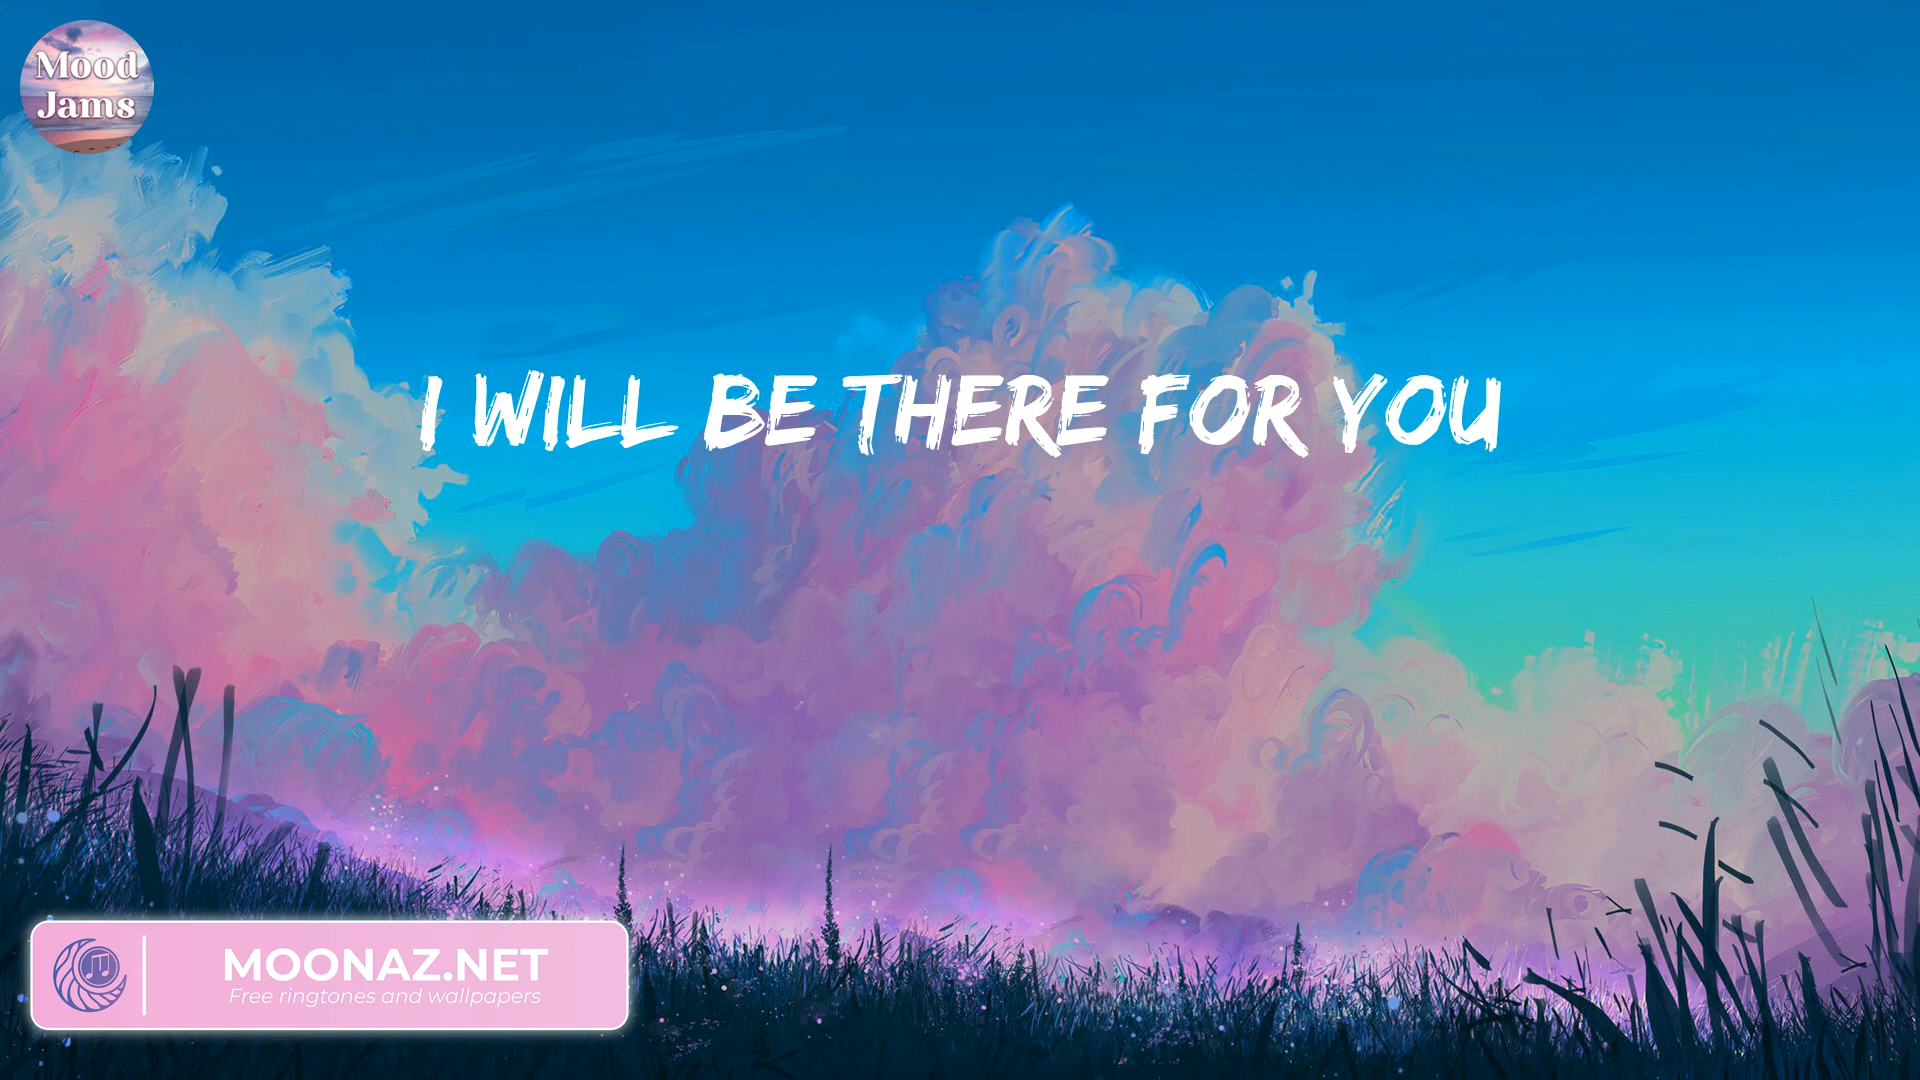 Mood
Jams
I WILL BE THERE FOR YOU
MOONAZ.NET
Free ringtones and wallpapers